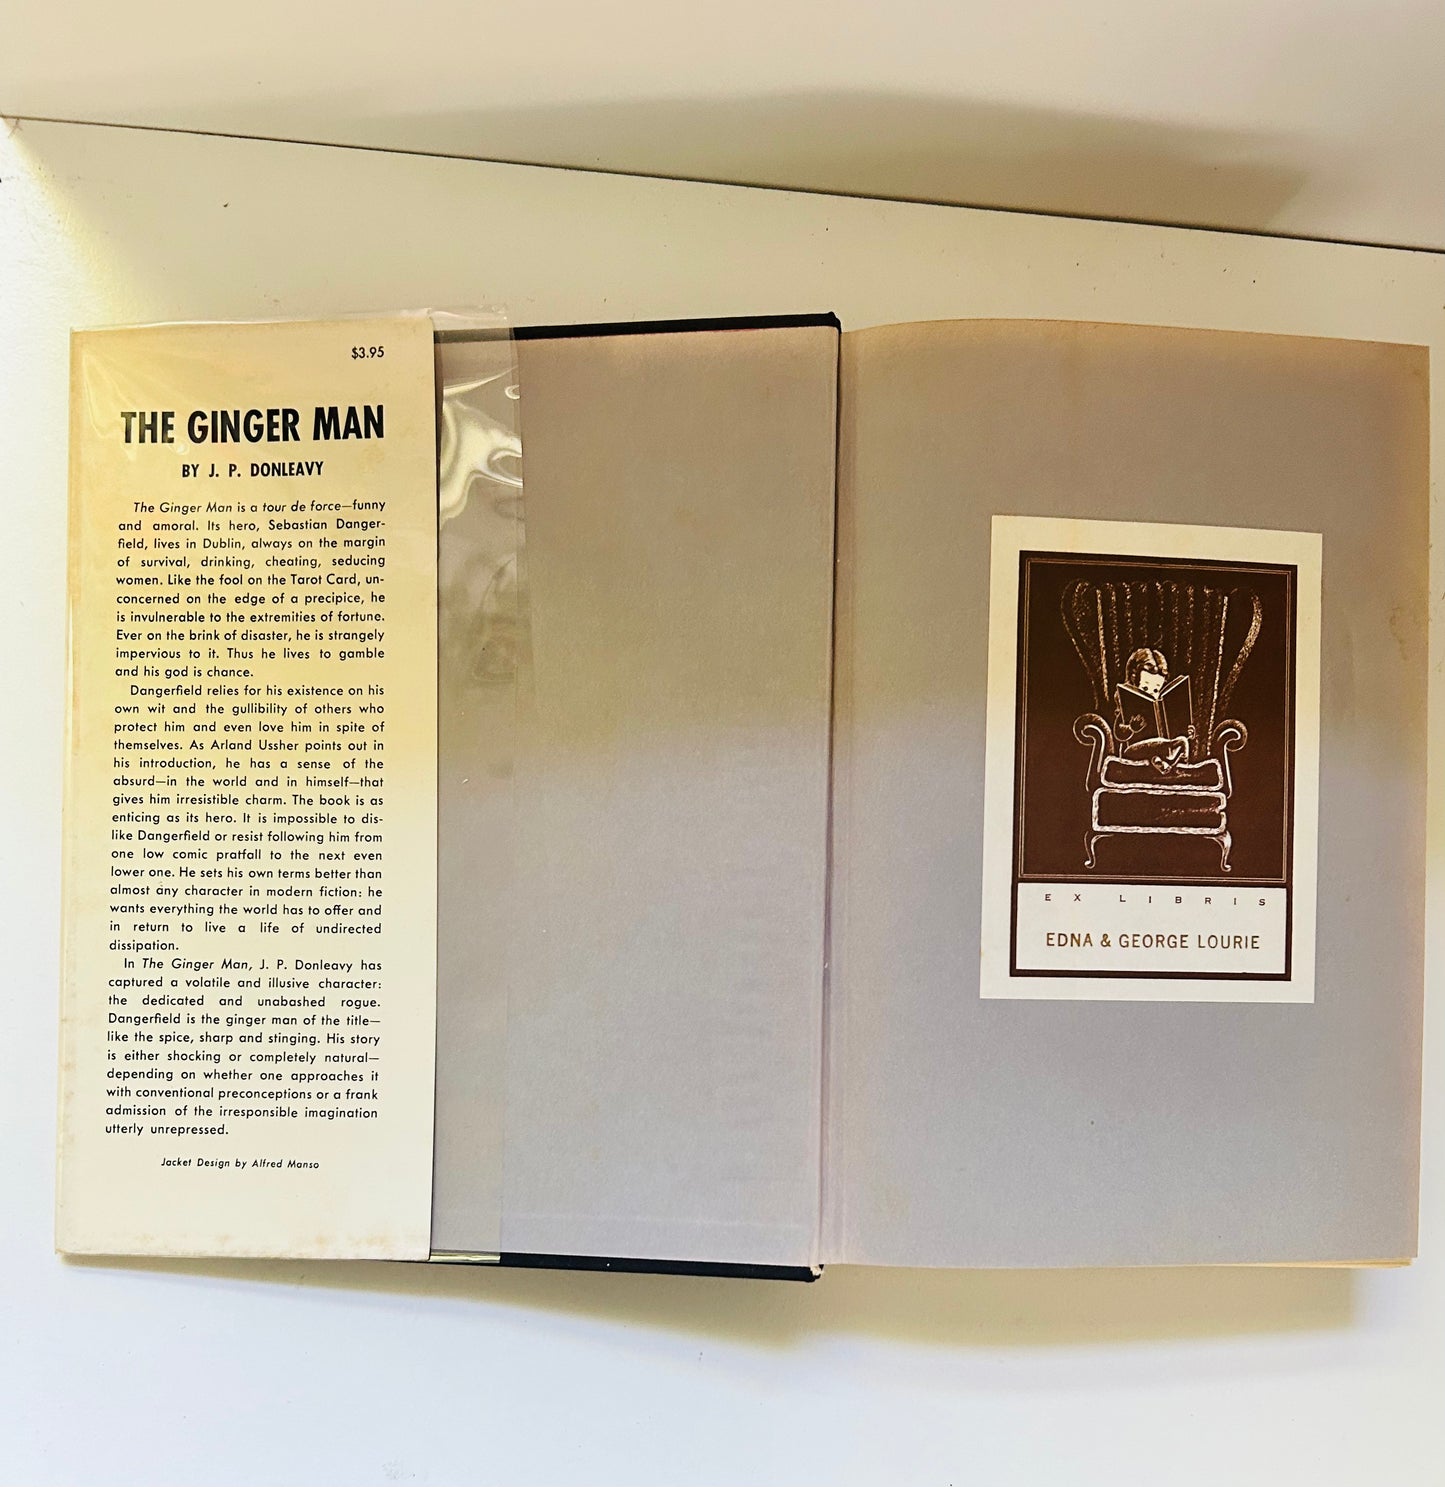 $3.95
THE GINGER MAN
BY J. P. DONLEAVY
The Ginger Man is a tour de force—funny
and amoral. Its hero, Sebastian Danger-
field, lives in Dublin, always on the margin
of survival, drinking, cheating, seducing
women. Like the fool on the Tarot Card, un-
concerned on the edge of a precipice, he
is invulnerable to the extremities of fortune.
Ever on the brink of disaster, he is strangely
impervious to it. Thus he lives to gamble
and his god is chance.
Dangerfield relies for his existence on his
own wit and the gullibility of others who
protect him and even love him in spite of
themselves. As Arland Ussher points out in
his introduction, he has a sense of the
absurd—in the world and in himself—that
gives him irresistible charm. The book is as
enticing as its hero. It is impossible to dis-
like Dangerfield or resist following him from
one low comic pratfall to the next even
lower one. He sets his own terms better than
almost any character in modern fiction: he
wants everything the world has to offer and
in return to live a life of undirected
dissipation.
In The Ginger Man, J. P. Donleavy has
captured a volatile and illusive character:
the dedicated and unabashed rogue.
Dangerfield is the ginger man of the title—
like the spice, sharp and stinging. His story
is either shocking or completely natural—
depending on whether one approaches it
with conventional preconceptions or a frank
admission of the irresponsible imagination
utterly unrepressed.
Jacket Design by Alfred Manso
EX LIBRIS
EDNA & GEORGE LOURIE